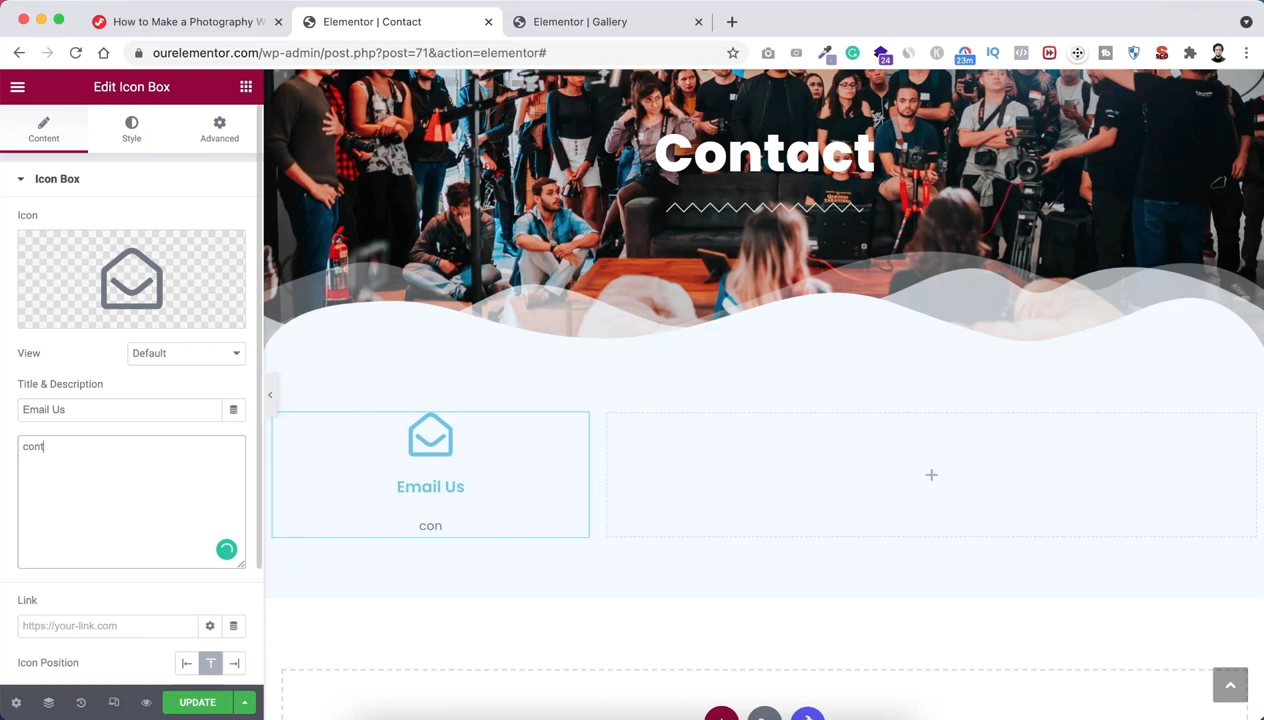 How to Make a Photography W
Elementor | Contact
Elementor | Gallery
ourelementor.com/wp-admin/post.php?post=71&action=elementor#
24
23m
IQ
Edit Icon Box
Content
Style
Advanced
Icon Box
Icon
View
Default
Title & Description
Email Us
cont
Link
https://your-link.com
Icon Position
UPDATE
Contact
Email Us
con